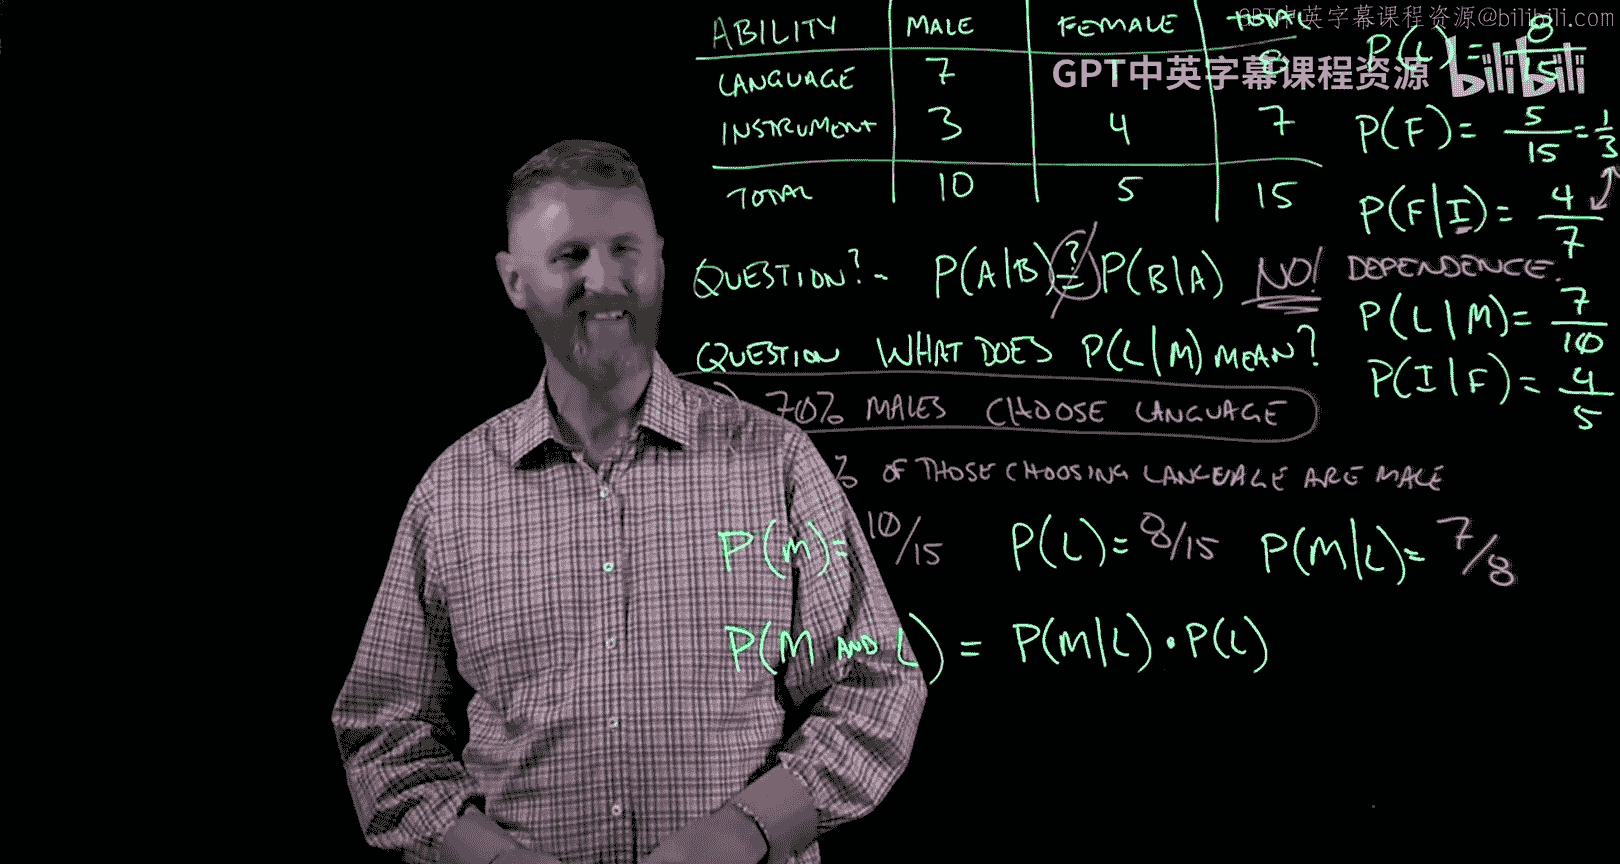 GPT中英字幕课程资源@bilibili.com
GPT中英字幕课程资源 bilibili
ABILITY MALE FEMALE TOTAL
LANGUAGE 7 1 8
INSTRUMENT 3 4 7
TOTAL 10 5 15
P(L) = 8/15
P(F) = 5/15 = 1/3
P(F|I) = 4/7
QUESTION? - P(A|B) ?= P(B|A) NO! DEPENDENCE.
P(L|M) = 7/10
QUESTION WHAT DOES P(L|M) MEAN?
P(I|F) = 4/5
70% MALES CHOOSE LANGUAGE
% OF THOSE CHOOSING LANGUAGE ARE MALE
P(M) = 10/15 P(L) = 8/15 P(M|L) = 7/8
P(M AND L) = P(M|L) • P(L)